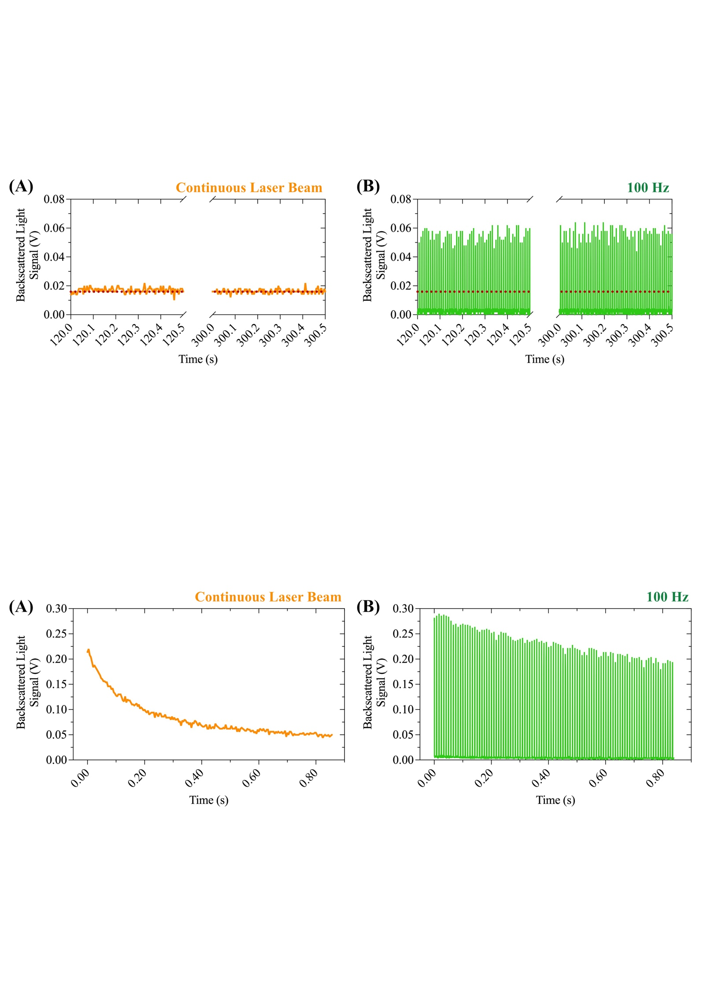 (A)
Continuous Laser Beam
Backscattered Light
Signal (V)
0.08
0.06
0.04
0.02
0.00
120.0
120.1
120.2
120.3
120.4
120.5
300.0
300.1
300.2
300.3
300.4
300.5
Time (s)
(B)
100 Hz
Backscattered Light
Signal (V)
0.08
0.06
0.04
0.02
0.00
120.0
120.1
120.2
120.3
120.4
120.5
300.0
300.1
300.2
300.3
300.4
300.5
Time (s)
(A)
Continuous Laser Beam
Backscattered Light
Signal (V)
0.30
0.25
0.20
0.15
0.10
0.05
0.00
0.00
0.20
0.40
0.60
0.80
Time (s)
(B)
100 Hz
Backscattered Light
Signal (V)
0.30
0.25
0.20
0.15
0.10
0.05
0.00
0.00
0.20
0.40
0.60
0.80
Time (s)